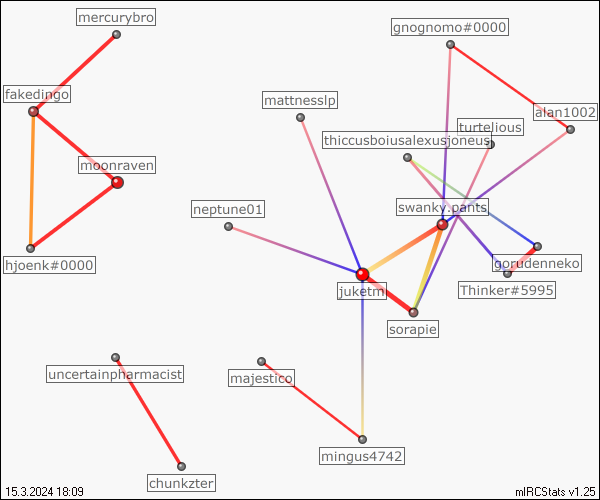 mercurybro
gnognomo#0000
fakedingo
mattnesslp
alan1002
turtelious
thiccusboiusalexusjoneus
moonraven
neptune01
swanky.pants
hjoenk#0000
gorudenneko
juketm
Thinker#5995
sorapie
uncertainpharmacist
majestico
mingus4742
chunkzter
15.3.2024 18:09
mIRCStats v1.25